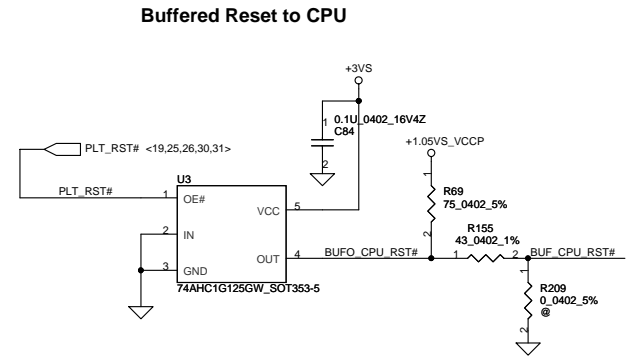 Buffered Reset to CPU
+3VS
1
0.1U_0402_16V4Z
C84
2
PLT_RST# <19,25,26,30,31>
+1.05VS_VCCP
PLT_RST#
U3
1
OE#
VCC
5
2
IN
OUT
4
3
GND
74AHC1G125GW_SOT353-5
BUFO_CPU_RST#
1
R69
75_0402_5%
2
R155
43_0402_1%
1
2
BUF_CPU_RST#
1
R209
0_0402_5%
@
2